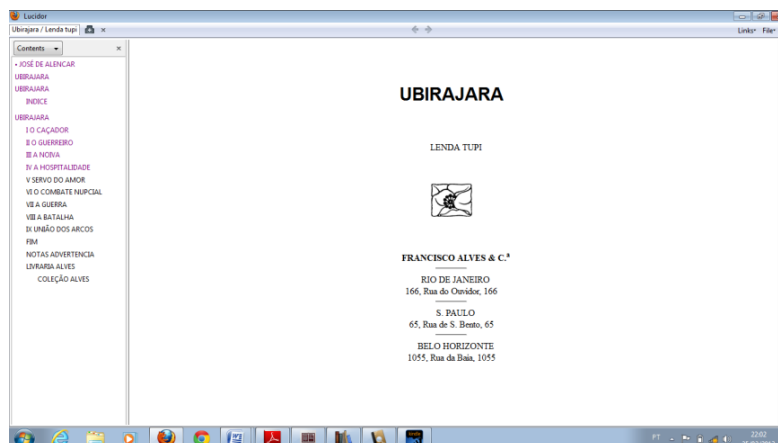 Lucidor
Ubirajara / Lenda tupi
Links
File
Contents
• JOSÉ DE ALENCAR
UBIRAJARA
UBIRAJARA
INDICE
UBIRAJARA
I O CAÇADOR
II O GUERREIRO
III A NOIVA
IV A HOSPITALIDADE
V SERVO DO AMOR
VI O COMBATE NUPCIAL
VII A GUERRA
VIII A BATALHA
IX UNIÃO DOS ARCOS
FIM
NOTAS ADVERTENCIA
LIVRARIA ALVES
COLEÇÃO ALVES
UBIRAJARA
LENDA TUPI
FRANCISCO ALVES & C.ª
RIO DE JANEIRO
166, Rua do Ouvidor, 166
S. PAULO
65, Rua de S. Bento, 65
BELO HORIZONTE
1055, Rua da Baia, 1055
PT
22:02